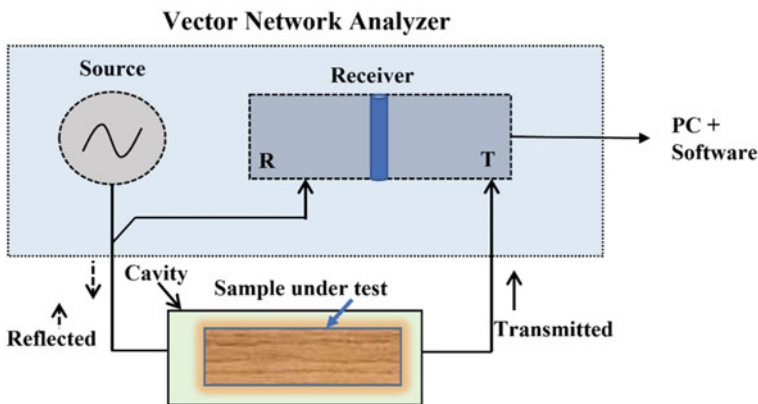 Vector Network Analyzer
Source
Receiver
R
T
PC +
Software
Cavity
Sample under test
Reflected
Transmitted